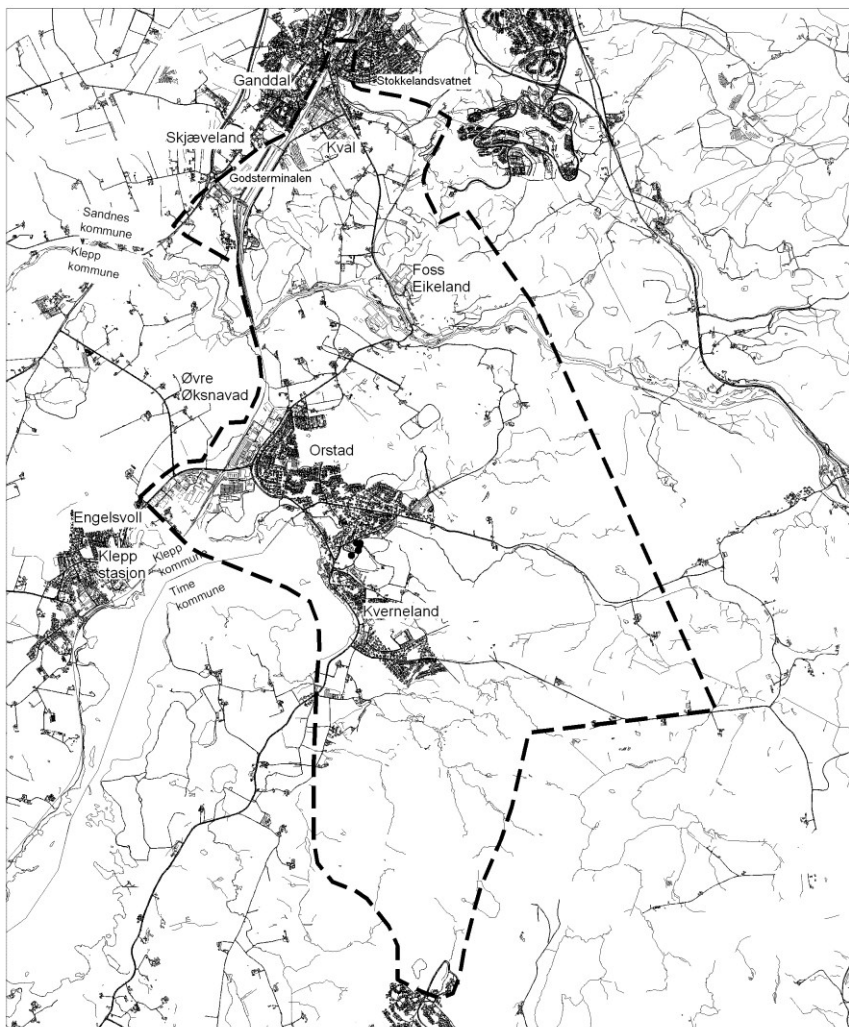 Ganddal
Stokkelandsvatnet
Skjæveland
Kval
Godsterminalen
Sandnes
kommune
Klepp
kommune
Foss
Eikeland
Øvre
Øksnavad
Orstad
Engelsvoll
Klepp
stasjon
Klepp
kommune
Time
kommune
Kverneland